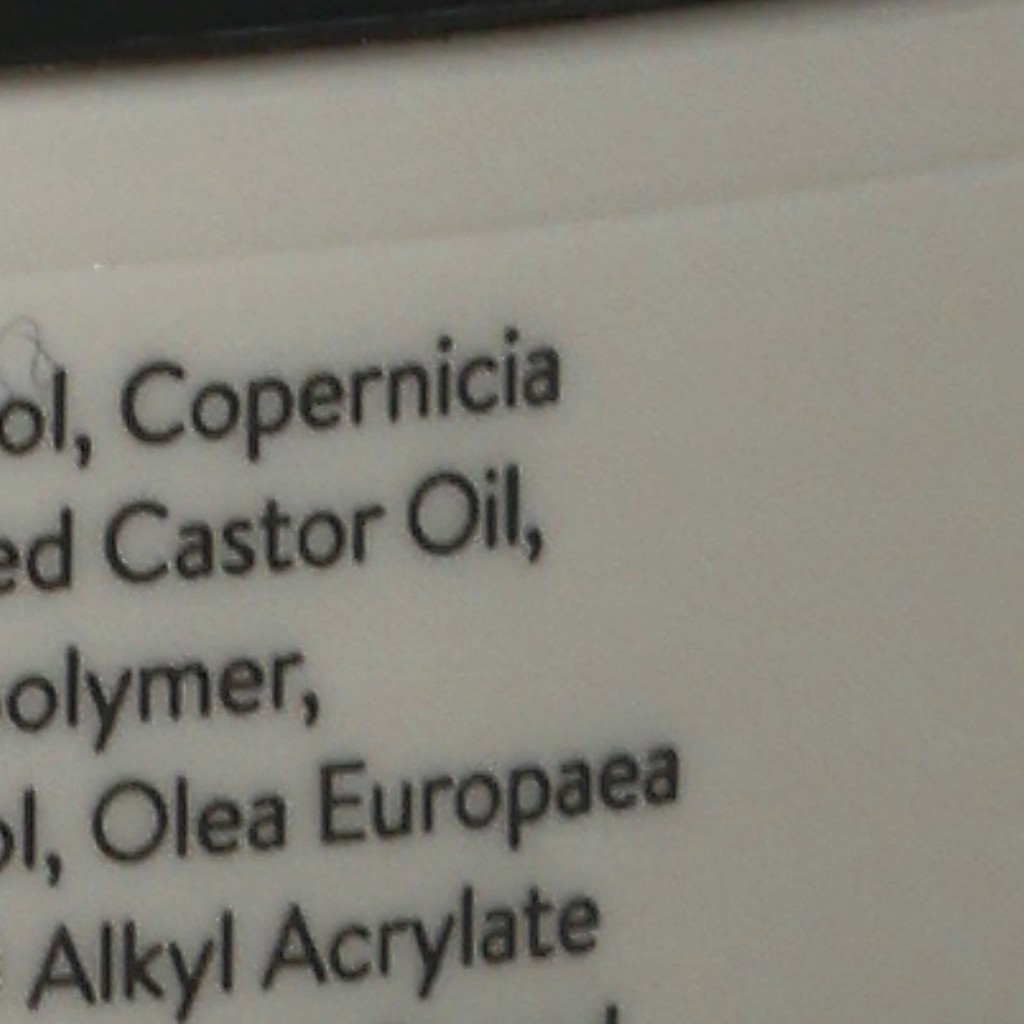 ol, Copernicia
ed Castor Oil,
olymer,
ol, Olea Europaea
Alkyl Acrylate